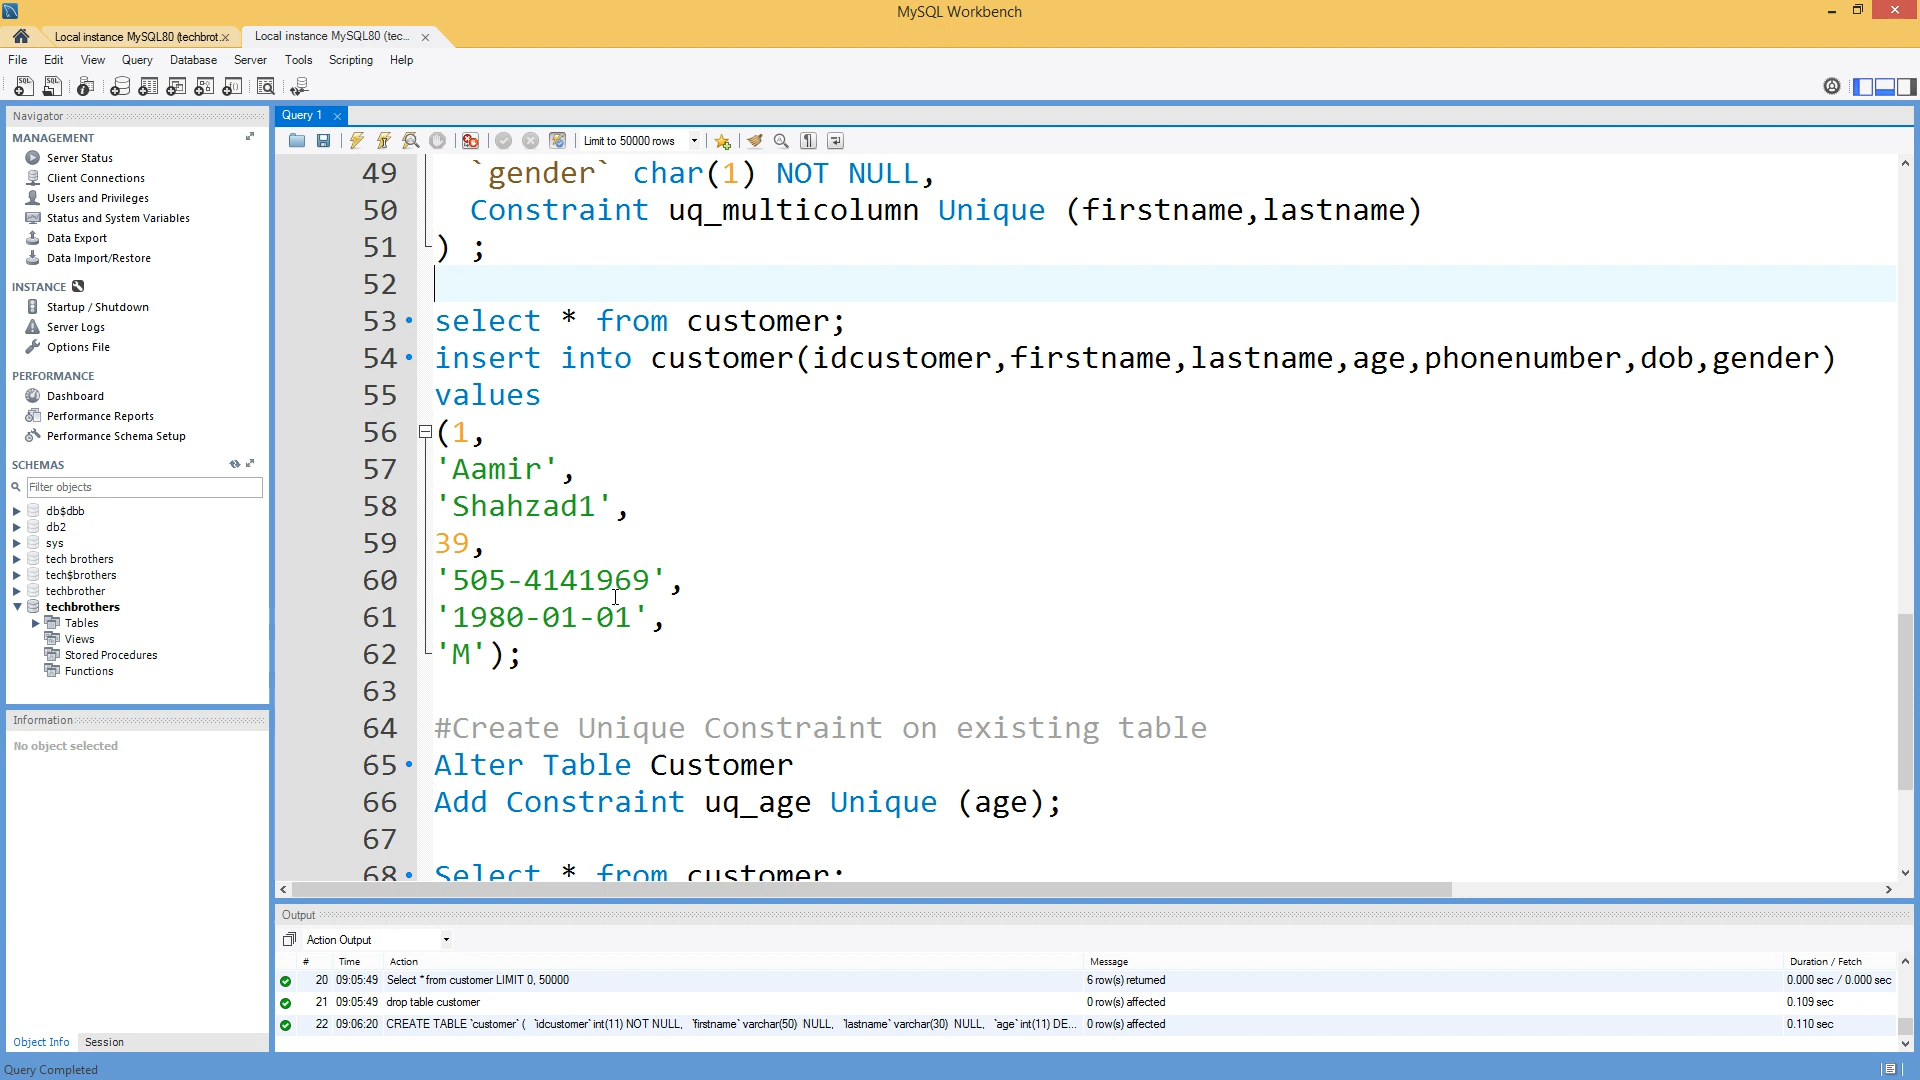 MySQL Workbench
Local instance MySQL80 (techbrot... x
Local instance MySQL80 (tec... x
File Edit View Query Database Server Tools Scripting Help
Navigator
MANAGEMENT
Server Status
Client Connections
Users and Privileges
Status and System Variables
Data Export
Data Import/Restore
INSTANCE
Startup / Shutdown
Server Logs
Options File
PERFORMANCE
Dashboard
Performance Reports
Performance Schema Setup
SCHEMAS
Filter objects
db$dbb
db2
sys
tech brothers
tech$brothers
techbrother
techbrothers
Tables
Views
Stored Procedures
Functions
Information
No object selected
Object Info Session
Query Completed
Query 1
Limit to 50000 rows
49 `gender` char(1) NOT NULL,
50 Constraint uq_multicolumn Unique (firstname,lastname)
51 ) ;
52
53 select * from customer;
54 insert into customer(idcustomer,firstname,lastname,age,phonenumber,dob,gender)
55 values
56 (1,
57 'Aamir',
58 'Shahzad1',
59 39,
60 '505-4141969',
61 '1980-01-01',
62 'M');
63
64 #Create Unique Constraint on existing table
65 Alter Table Customer
66 Add Constraint uq_age Unique (age);
67
68 Select * from customer;
Output
Action Output
# Time Action Message Duration / Fetch
20 09:05:49 Select * from customer LIMIT 0, 50000 6 row(s) returned 0.000 sec / 0.000 sec
21 09:05:49 drop table customer 0 row(s) affected 0.109 sec
22 09:06:20 CREATE TABLE `customer` ( `idcustomer` int(11) NOT NULL, `firstname` varchar(50) NULL, `lastname` varchar(30) NULL, `age` int(11) DE... 0 row(s) affected 0.110 sec